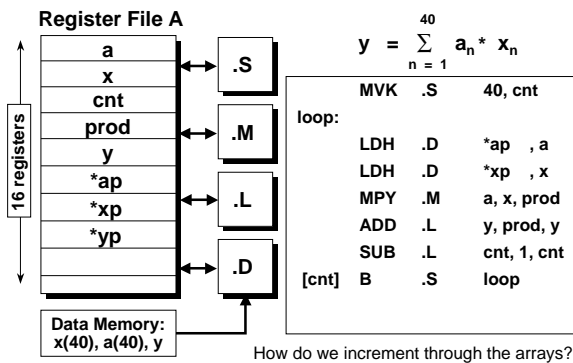 Register File A
16 registers
a
x
cnt
prod
y
*ap
*xp
*yp
.S
.M
.L
.D
Data Memory:
x(40), a(40), y
40
y = Σ aₙ* xₙ
n = 1
MVK .S 40, cnt
loop:
LDH .D *ap , a
LDH .D *xp , x
MPY .M a, x, prod
ADD .L y, prod, y
SUB .L cnt, 1, cnt
[cnt] B .S loop
How do we increment through the arrays?